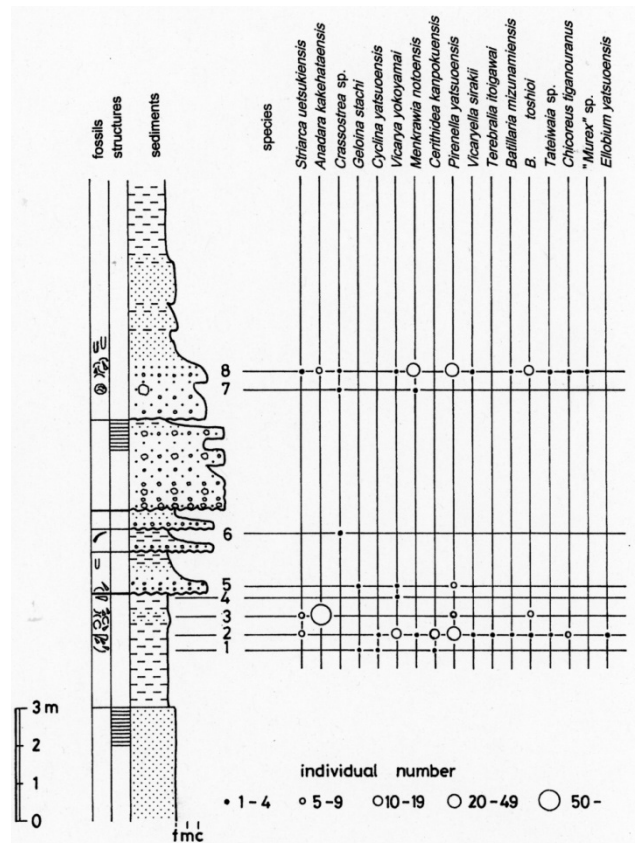 fossils
structures
sediments
species
Striarca uetsukiensis
Anadara kakehataensis
Crassostrea sp.
Geloina stachi
Cyclina yatsuoensis
Vicarya yokoyamai
Menkrawia notoensis
Cerithidea kanpokuensis
Pirenella yatsuoensis
Vicaryella sirakii
Terebralia itoigawai
Batillaria mizunamiensis
B. toshioi
Tateiwaia sp.
Chicoreus tiganouranus
"Murex" sp.
Ellobium yatsuoensis
8
7
6
5
4
3
2
1
3 m
2
1
0
f m c
individual number
1-4 5-9 10-19 20-49 50-